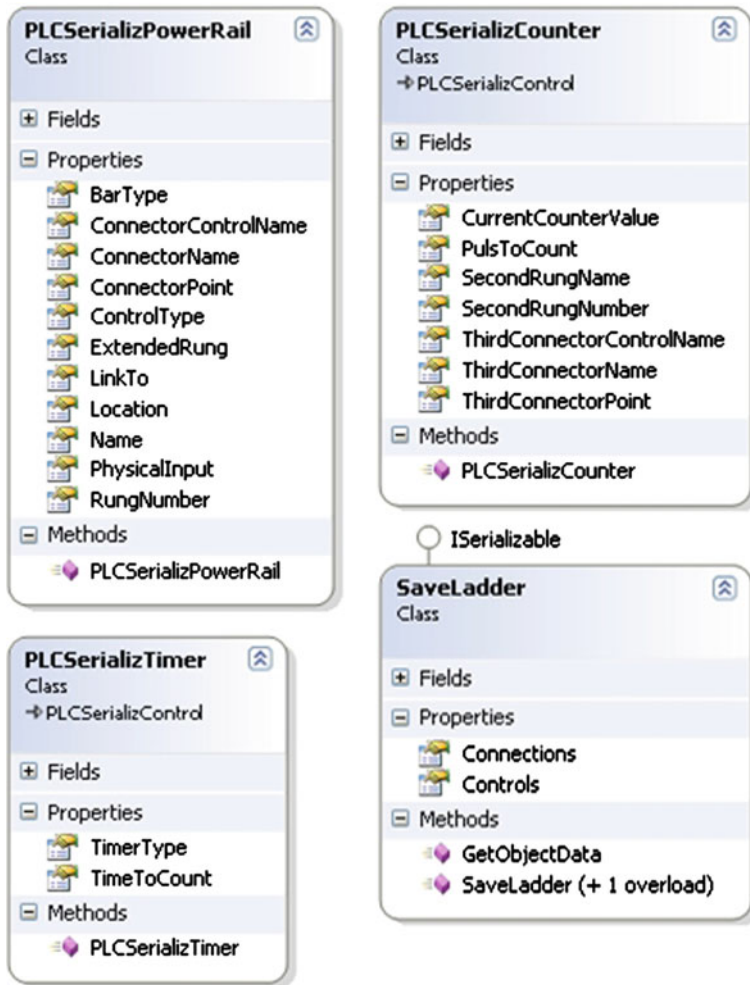 PLCSerializPowerRail
Class
Fields
Properties
BarType
ConnectorControlName
ConnectorName
ConnectorPoint
ControlType
ExtendedRung
LinkTo
Location
Name
PhysicalInput
RungNumber
Methods
PLCSerializPowerRail
PLCSerializCounter
Class
PLCSerializControl
Fields
Properties
CurrentCounterValue
PulsToCount
SecondRungName
SecondRungNumber
ThirdConnectorControlName
ThirdConnectorName
ThirdConnectorPoint
Methods
PLCSerializCounter
PLCSerializTimer
Class
PLCSerializControl
Fields
Properties
TimerType
TimeToCount
Methods
PLCSerializTimer
ISerializable
SaveLadder
Class
Fields
Properties
Connections
Controls
Methods
GetObjectData
SaveLadder (+ 1 overload)